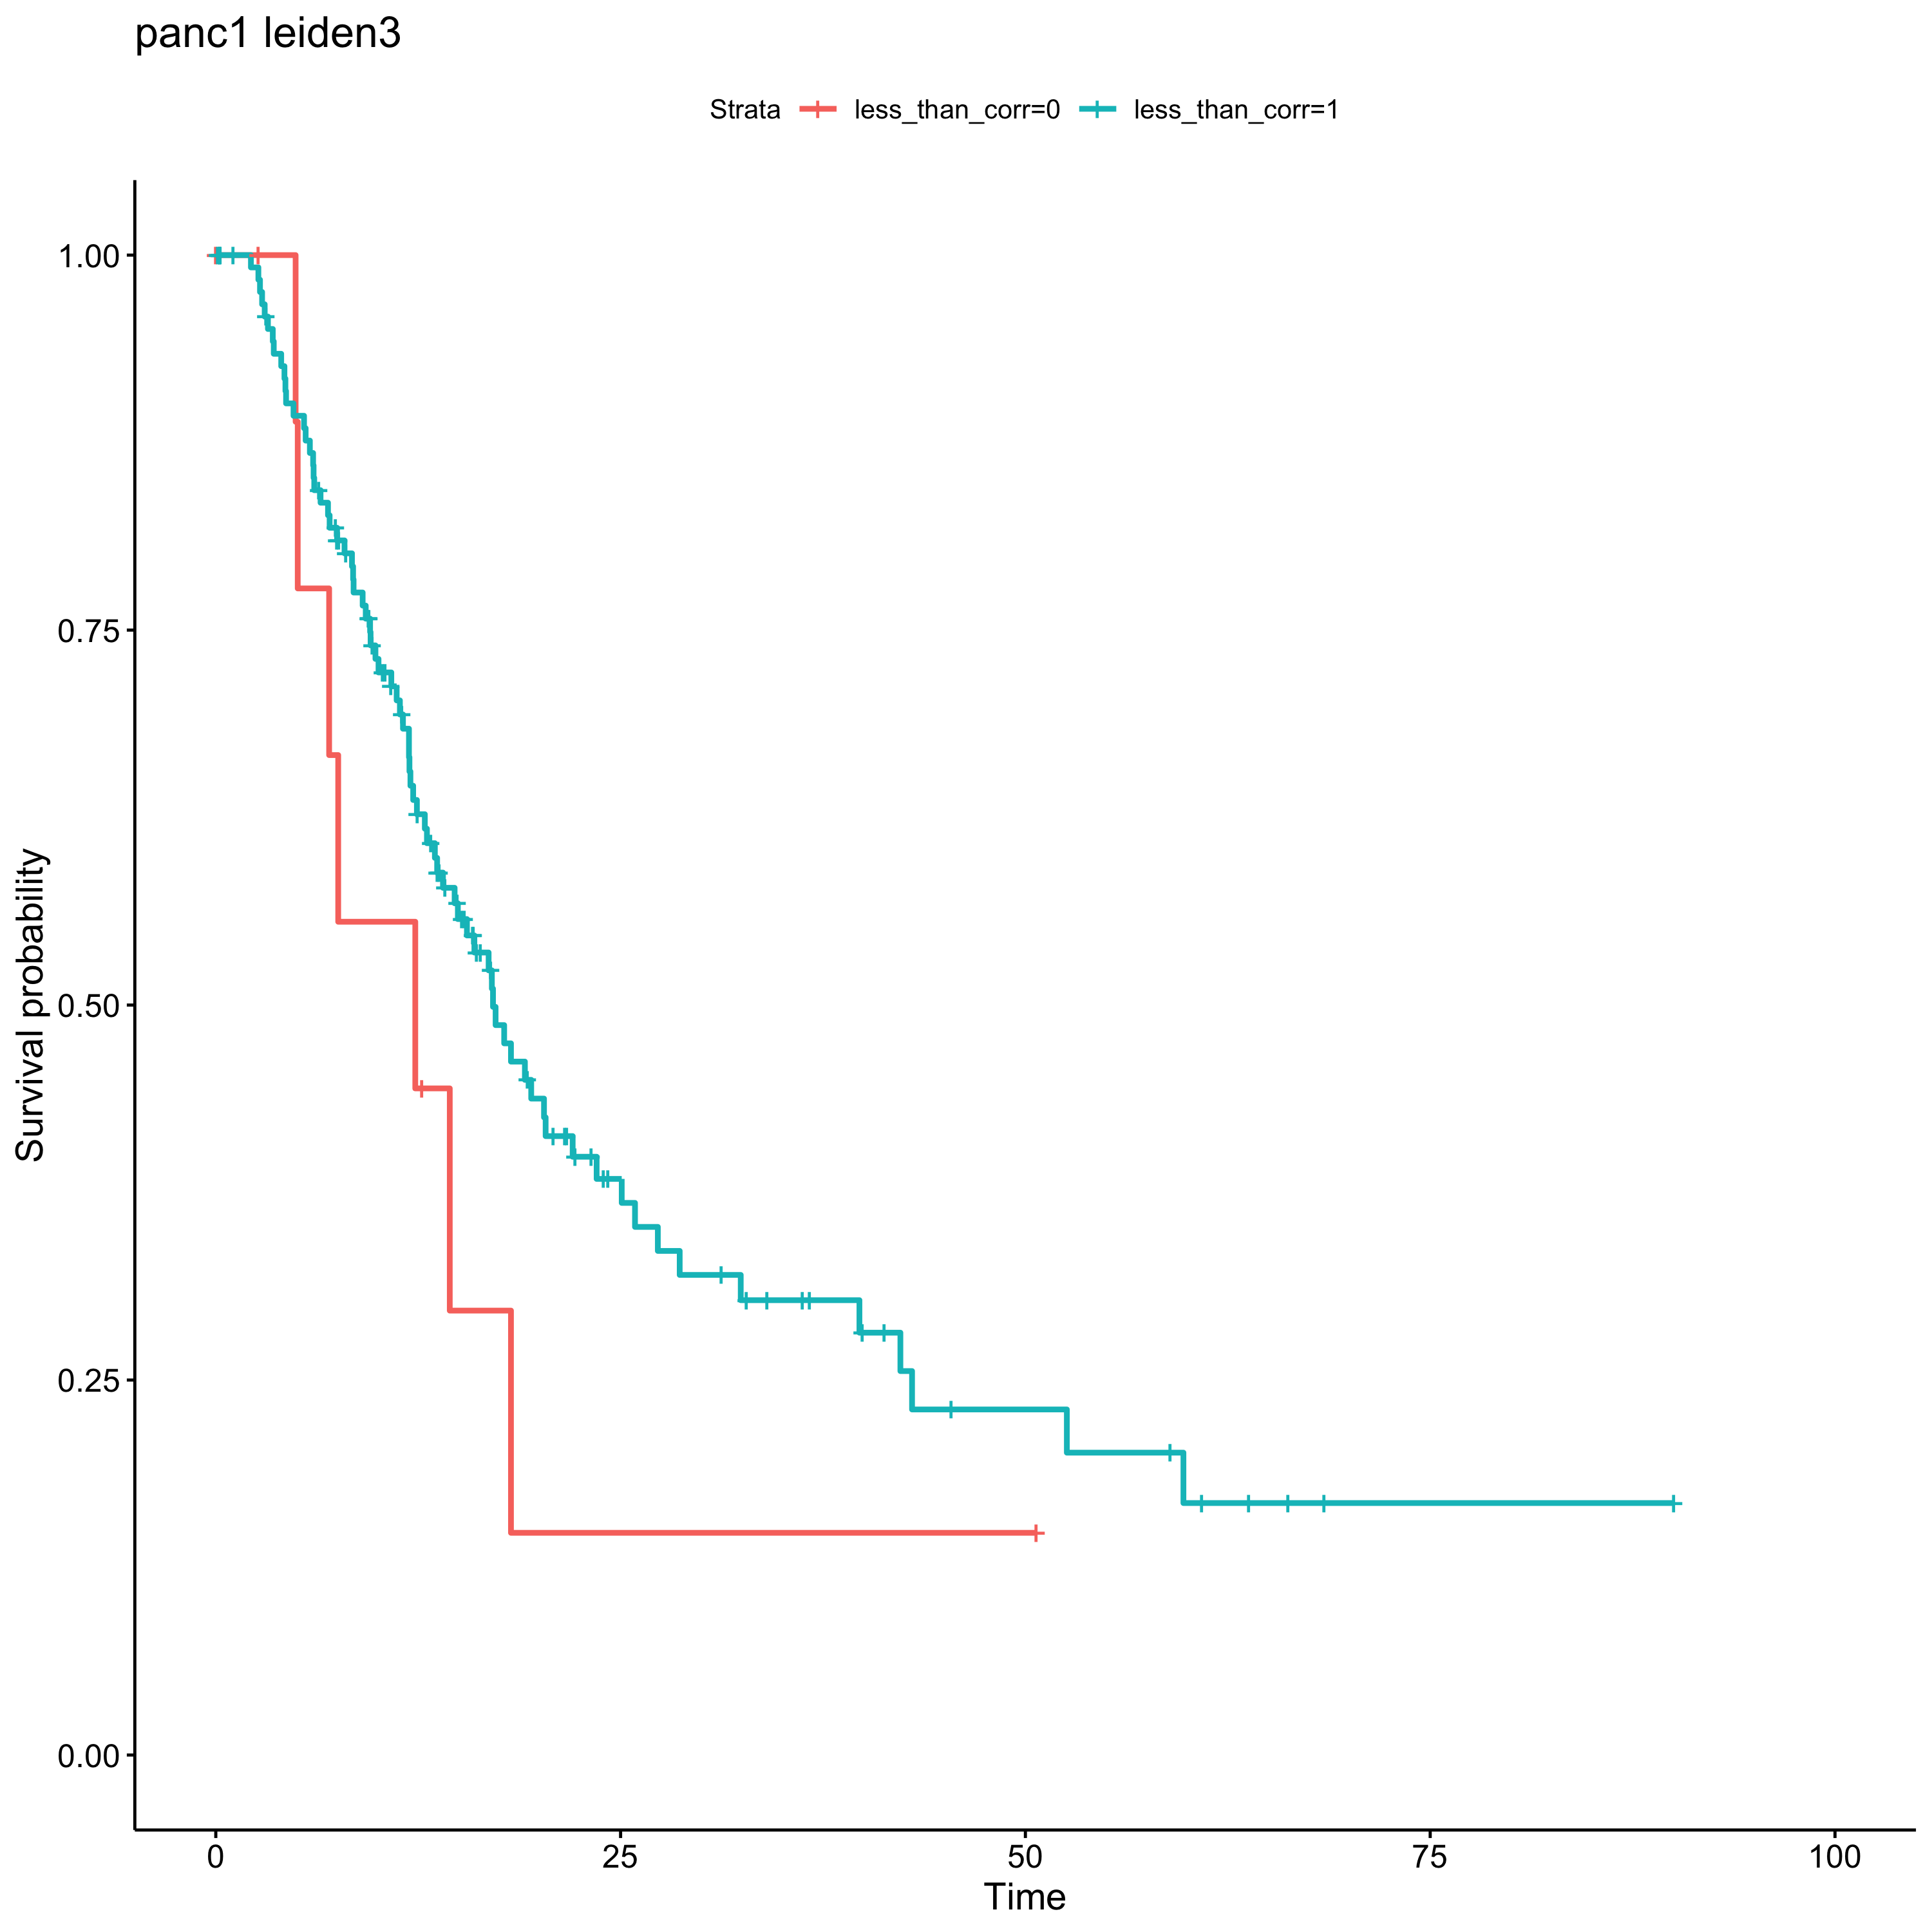 panc1 leiden3
Strata less_than_corr=0 less_than_corr=1
1.00
0.75
0.50
0.25
0.00
Survival probability
0 25 50 75 100
Time